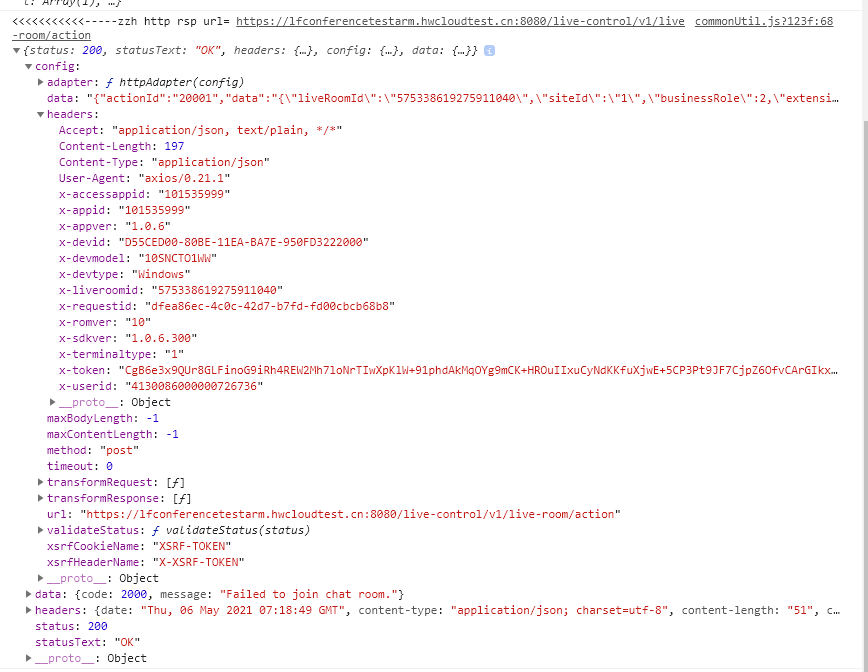 t: Array(1), …}
<<<<<<<<<<<-----zzh http rsp url= https://lfconferencetestarm.hwcloudtest.cn:8080/live-control/v1/live commonUtil.js?123f:68
-room/action
{status: 200, statusText: "OK", headers: {…}, config: {…}, data: {…}} i
config:
adapter: ƒ httpAdapter(config)
data: "{"actionId":"20001","data":"{\"liveRoomId\":\"575338619275911040\",\"siteId\":\"1\",\"businessRole\":2,\"extensi…
headers:
Accept: "application/json, text/plain, */*"
Content-Length: 197
Content-Type: "application/json"
User-Agent: "axios/0.21.1"
x-accessappid: "101535999"
x-appid: "101535999"
x-appver: "1.0.6"
x-devid: "D55CED00-80BE-11EA-BA7E-950FD3222000"
x-devmodel: "10SNCTO1WW"
x-devtype: "Windows"
x-liveroomid: "575338619275911040"
x-requestid: "dfea86ec-4c0c-42d7-b7fd-fd00cbcb68b8"
x-romver: "10"
x-sdkver: "1.0.6.300"
x-terminaltype: "1"
x-token: "CgB6e3x9QUr8GLFinoG9iRh4REW2Mh7loNrTIwXpKlW+91phdAkMqOYg9mCK+HROuIIxuCyNdKKfuXjwE+5CP3Pt9JF7CjpZ6OfvCArGIkx…
x-userid: "4130086000000726736"
__proto__: Object
maxBodyLength: -1
maxContentLength: -1
method: "post"
timeout: 0
transformRequest: [ƒ]
transformResponse: [ƒ]
url: "https://lfconferencetestarm.hwcloudtest.cn:8080/live-control/v1/live-room/action"
validateStatus: ƒ validateStatus(status)
xsrfCookieName: "XSRF-TOKEN"
xsrfHeaderName: "X-XSRF-TOKEN"
__proto__: Object
data: {code: 2000, message: "Failed to join chat room."}
headers: {date: "Thu, 06 May 2021 07:18:49 GMT", content-type: "application/json; charset=utf-8", content-length: "51", c…
status: 200
statusText: "OK"
__proto__: Object